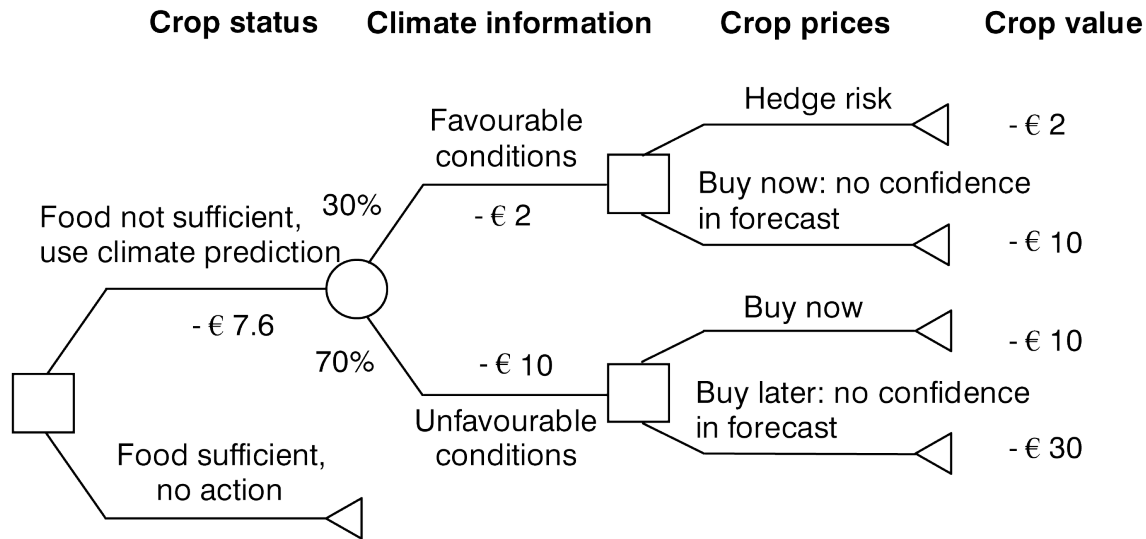 Crop status Climate information Crop prices Crop value
Hedge risk
- € 2
Favourable
conditions
Buy now: no confidence
in forecast
- € 10
30%
- € 2
Food not sufficient,
use climate prediction
- € 7.6
Buy now
- € 10
70%
- € 10
Buy later: no confidence
in forecast
- € 30
Unfavourable
conditions
Food sufficient,
no action